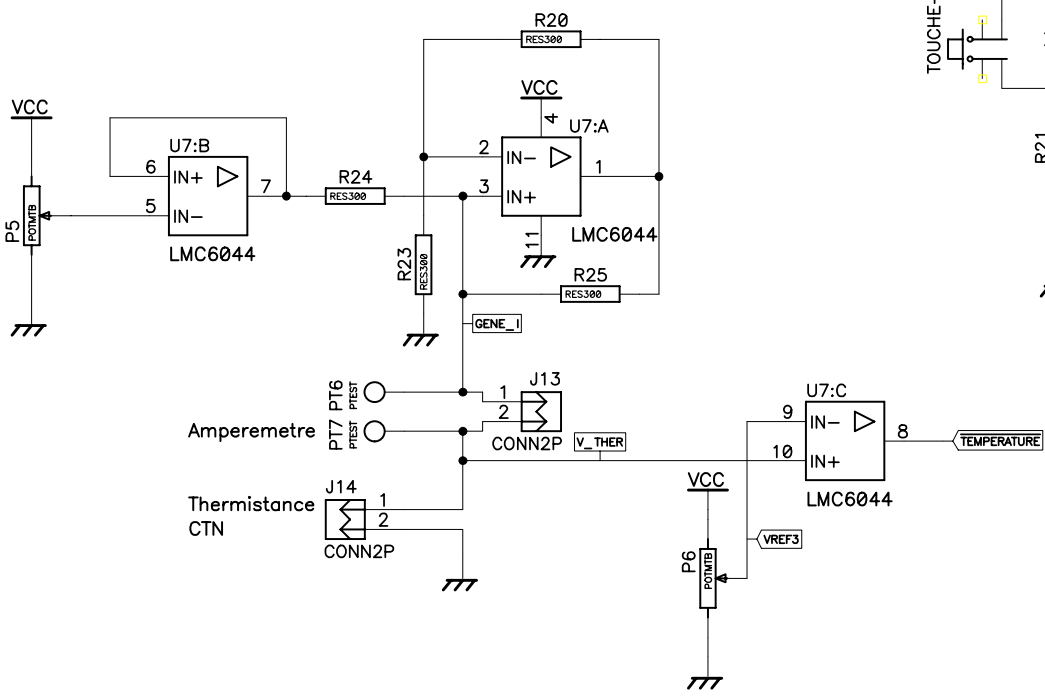 R20
RES300
TOUCHE-
VCC
4
U7:A
2
IN-
1
3
IN+
11
LMC6044
VCC
U7:B
6
IN+
7
5
IN-
LMC6044
P5
POTMTB
R24
RES300
R21
R23
RES300
R25
RES300
GENE_I
PT6
PTEST
J13
1
2
CONN2P
Amperemetre
PT7
PTEST
V_THER
U7:C
9
IN-
8
10
IN+
LMC6044
TEMPERATURE
J14
Thermistance
CTN
1
2
CONN2P
VCC
P6
POTMTB
VREF3